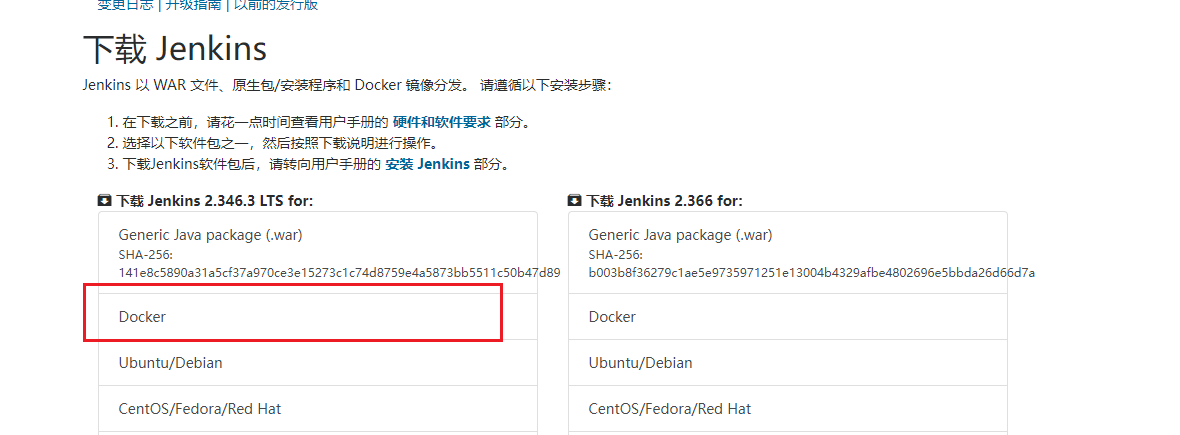 变更日志 | 升级指南 | 以前的发行版
下载 Jenkins
Jenkins 以 WAR 文件、原生包/安装程序和 Docker 镜像分发。 请遵循以下安装步骤：
1. 在下载之前，请花一点时间查看用户手册的 硬件和软件要求 部分。
2. 选择以下软件包之一，然后按照下载说明进行操作。
3. 下载Jenkins软件包后，请转向用户手册的 安装 Jenkins 部分。
下载 Jenkins 2.346.3 LTS for:
Generic Java package (.war)
SHA-256:
141e8c5890a31a5cf37a970ce3e15273c1c74d8759e4a5873bb5511c50b47d89
Docker
Ubuntu/Debian
CentOS/Fedora/Red Hat
下载 Jenkins 2.366 for:
Generic Java package (.war)
SHA-256:
b003b8f36279c1ae5e9735971251e13004b4329afbe4802696e5bbda26d66d7a
Docker
Ubuntu/Debian
CentOS/Fedora/Red Hat